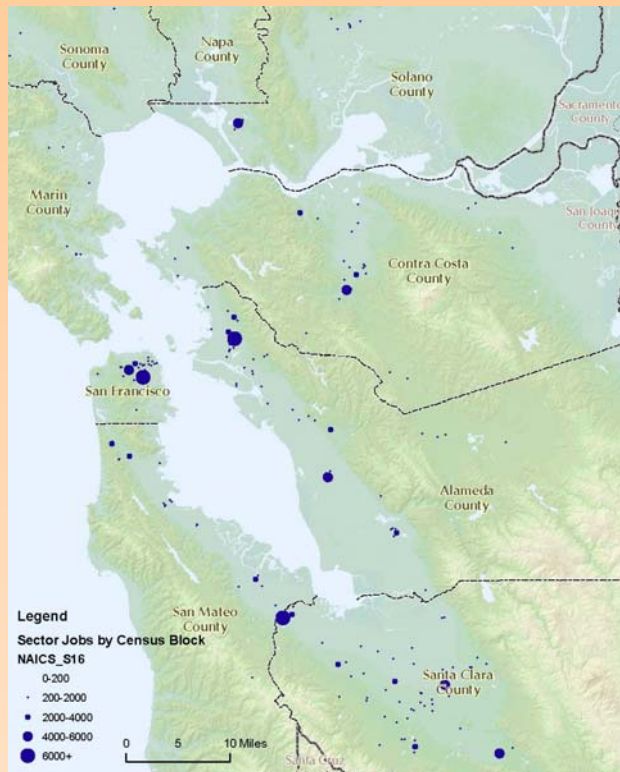 Sonoma
County
Napa
County
Solano
County
Sacramento
County
Marin
County
San Joaquin
County
Contra Costa
County
San Francisco
Alameda
County
San Mateo
County
Santa Clara
County
Santa Cruz
Legend
Sector Jobs by Census Block
NAICS_S16
0-200
200-2000
2000-4000
4000-6000
6000+
0 5 10 Miles